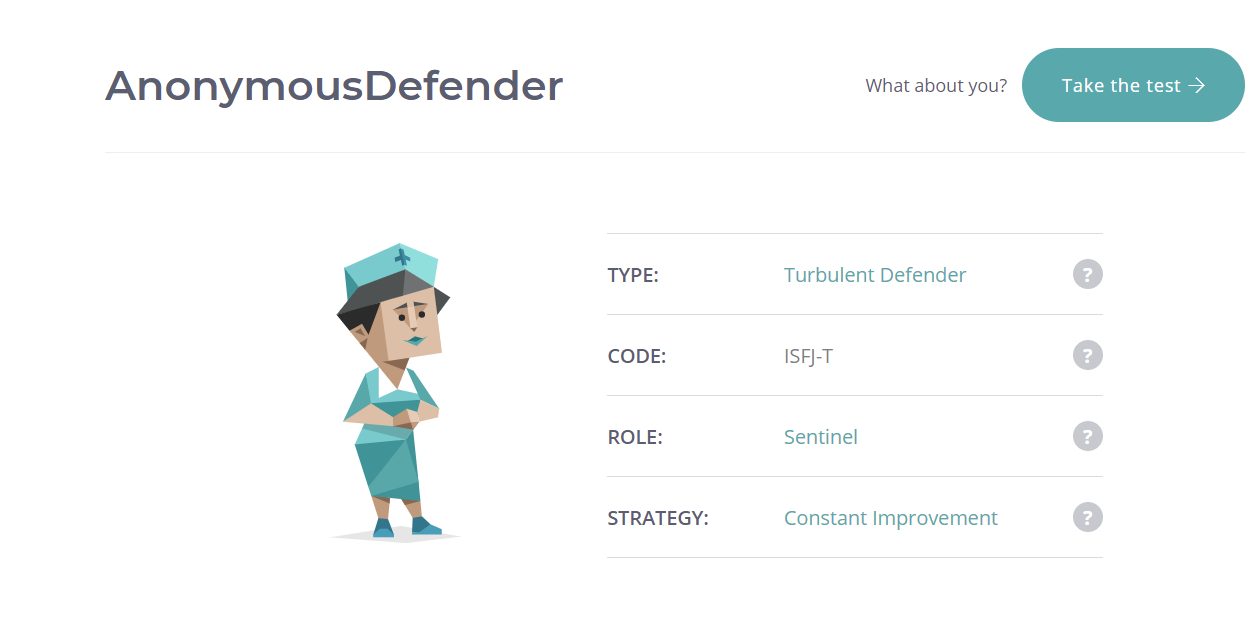 AnonymousDefender
What about you?
Take the test →
TYPE: Turbulent Defender ?
CODE: ISFJ-T ?
ROLE: Sentinel ?
STRATEGY: Constant Improvement ?